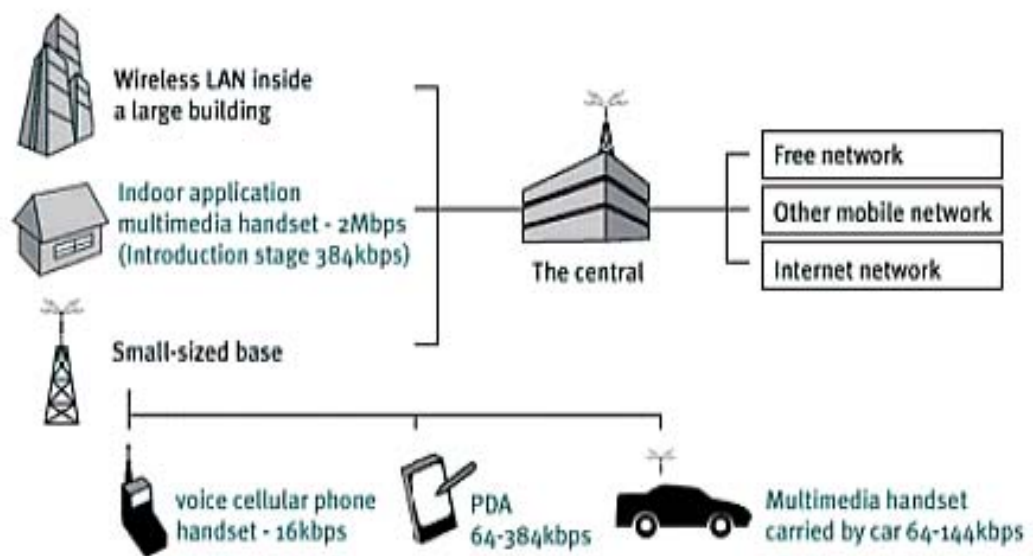 Wireless LAN inside
a large building
Indoor application
multimedia handset - 2Mbps
(Introduction stage 384kbps)
Small-sized base
The central
Free network
Other mobile network
Internet network
voice cellular phone
handset - 16kbps
PDA
64-384kbps
Multimedia handset
carried by car 64-144kbps